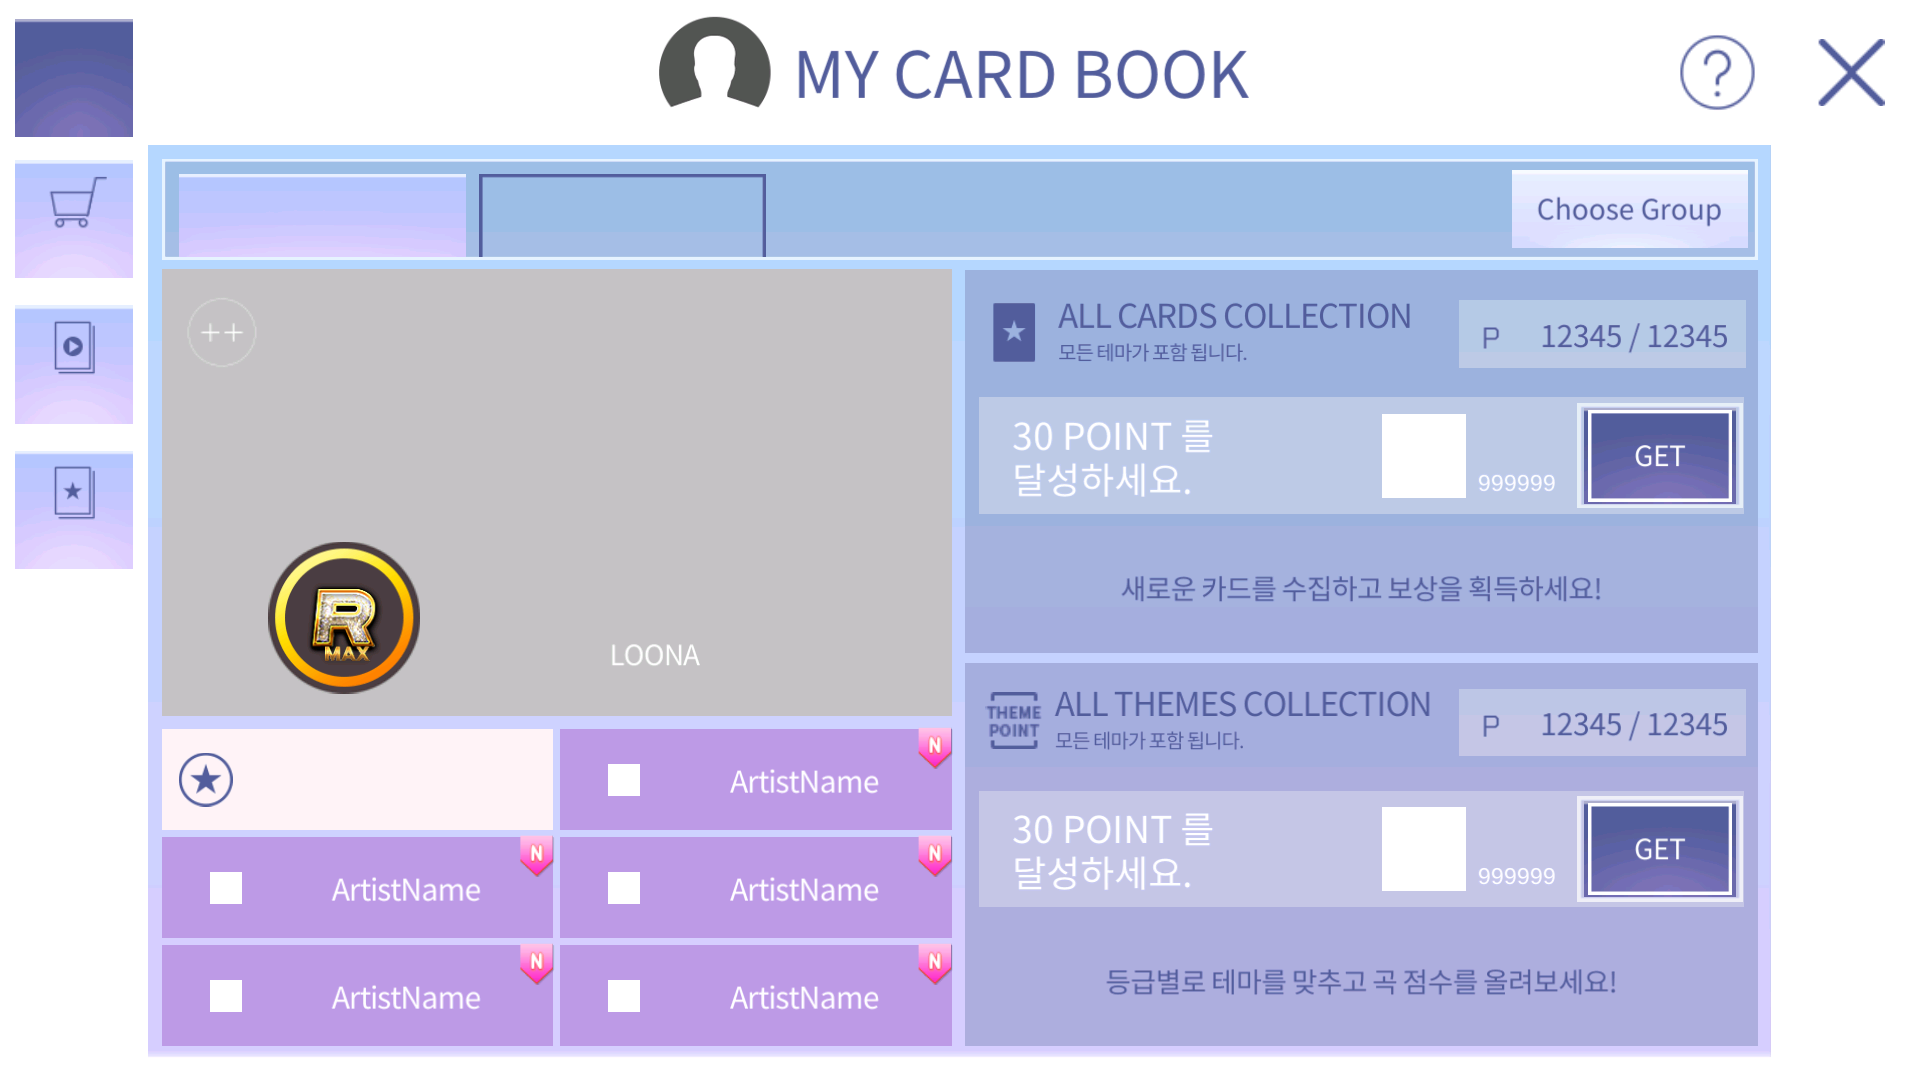 MY CARD BOOK
?
Choose Group
++
R
MAX
LOONA
ALL CARDS COLLECTION
모든 테마가 포함 됩니다.
P 12345 / 12345
30 POINT 를
달성하세요.
999999
GET
새로운 카드를 수집하고 보상을 획득하세요!
THEME
POINT
ALL THEMES COLLECTION
모든 테마가 포함 됩니다.
P 12345 / 12345
30 POINT 를
달성하세요.
999999
GET
등급별로 테마를 맞추고 곡 점수를 올려보세요!
ArtistName
N
ArtistName
N
ArtistName
N
ArtistName
N
ArtistName
N